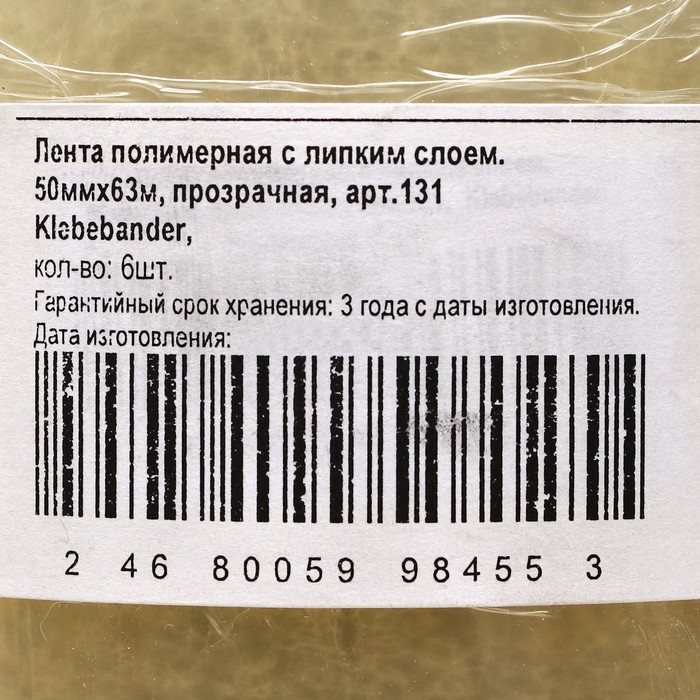 Лента полимерная с липким слоем.
50ммх63м, прозрачная, арт.131
Klebebander,
кол-во: 6шт.
Гарантийный срок хранения: 3 года с даты изготовления.
Дата изготовления:
2 46 80059 98455 3